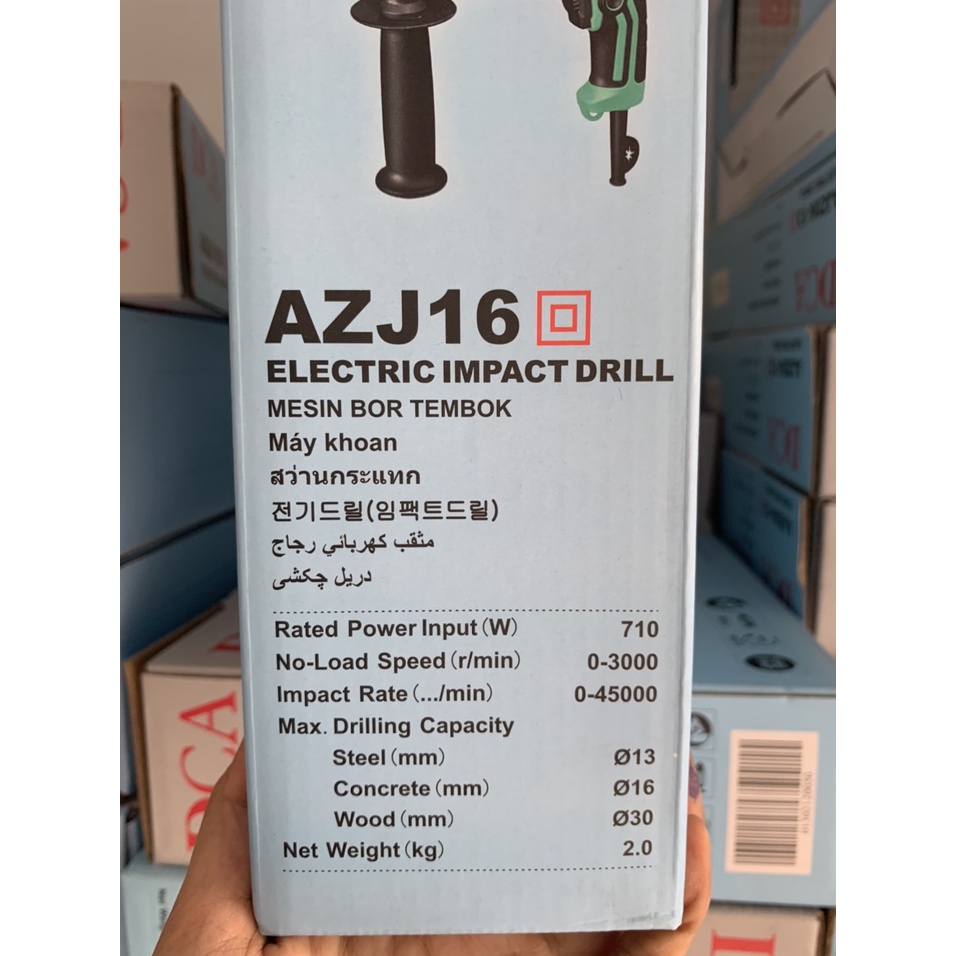 AZJ16
ELECTRIC IMPACT DRILL
MESIN BOR TEMBOK
Máy khoan
สว่านกระแทก
전기드릴(임팩트드릴)
مثقب كهربائي رجاج
دریل چکشی
Rated Power Input (W) 710
No-Load Speed (r/min) 0-3000
Impact Rate (.../min) 0-45000
Max. Drilling Capacity
Steel (mm) Ø13
Concrete (mm) Ø16
Wood (mm) Ø30
Net Weight (kg) 2.0
DCA
DCA
DCA